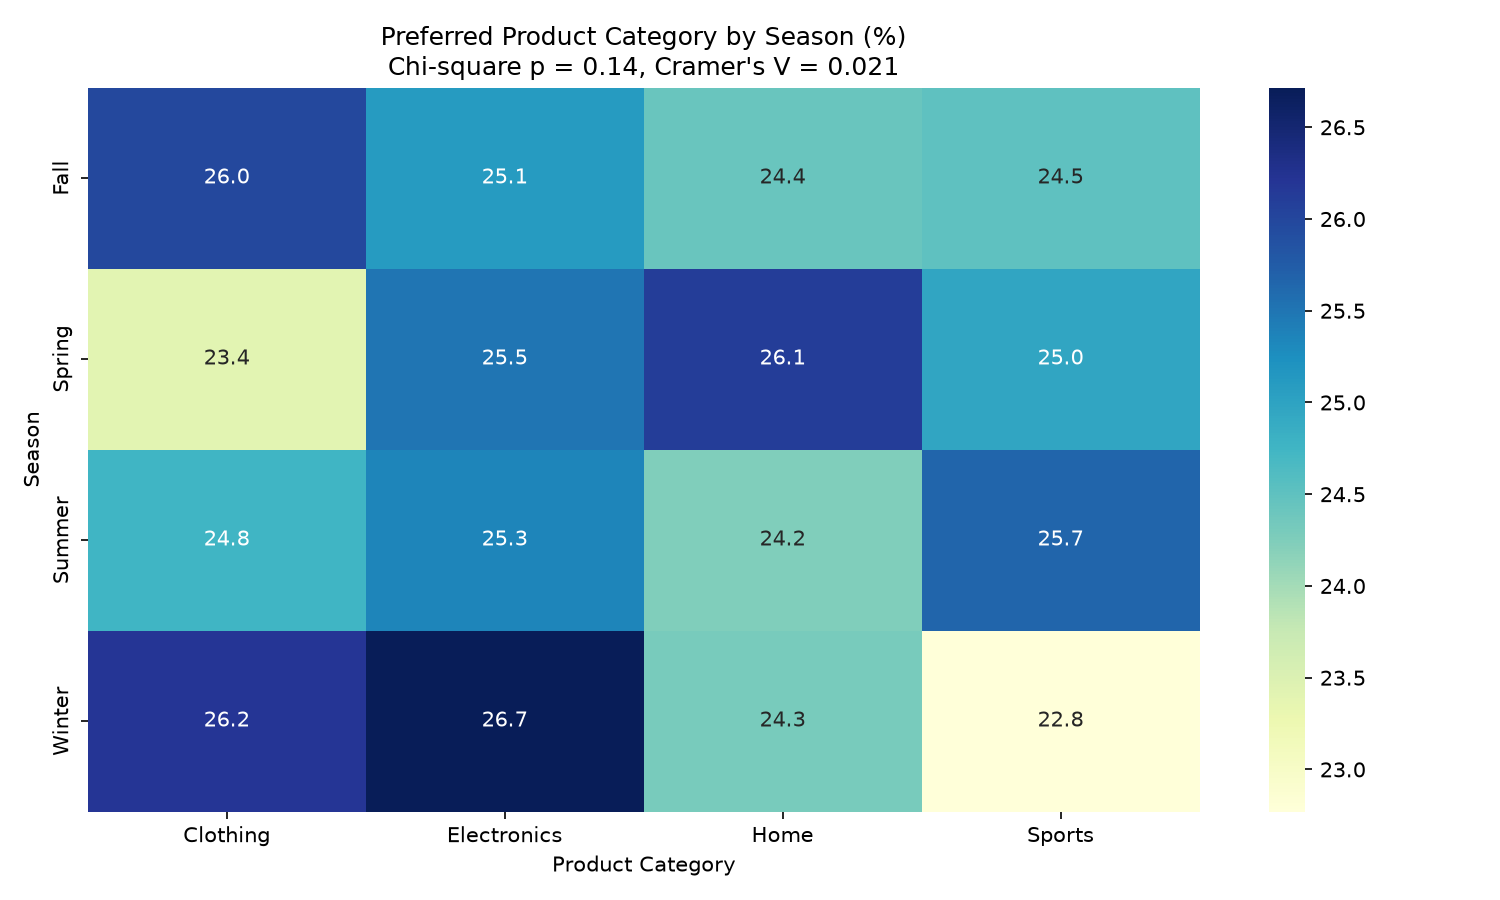 Preferred Product Category by Season (%)
Chi-square p = 0.14, Cramer's V = 0.021
Season
Fall
26.0 25.1 24.4 24.5
Spring
23.4 25.5 26.1 25.0
Summer
24.8 25.3 24.2 25.7
Winter
26.2 26.7 24.3 22.8
Clothing Electronics Home Sports
Product Category
26.5
26.0
25.5
25.0
24.5
24.0
23.5
23.0